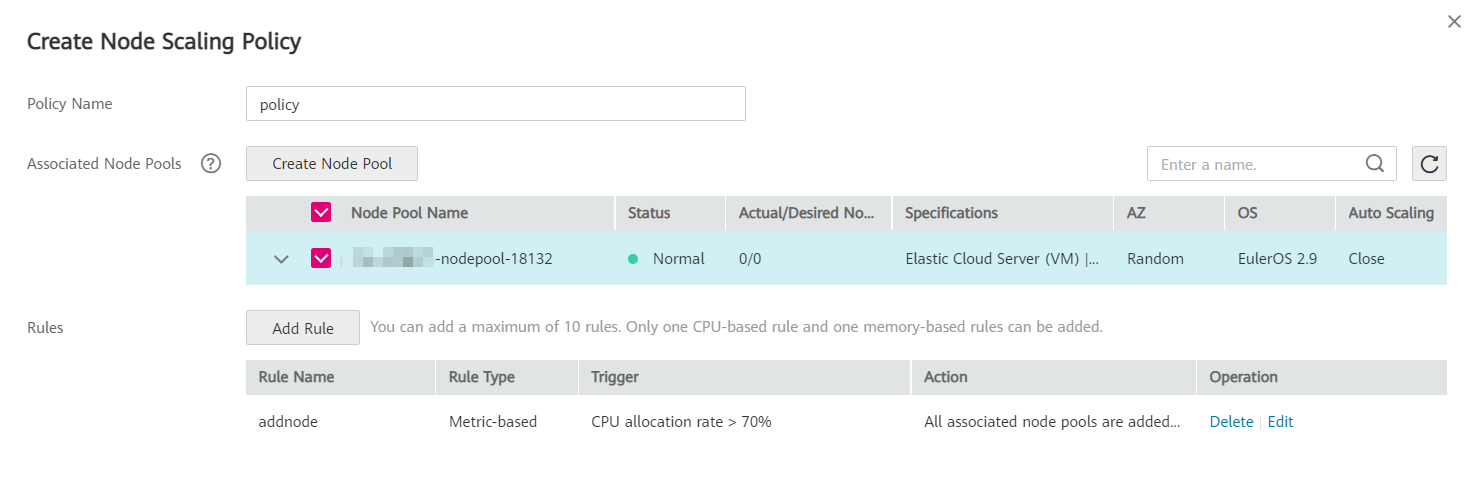 Create Node Scaling Policy
Policy Name
policy
Associated Node Pools ?
Create Node Pool
Enter a name.
Node Pool Name Status Actual/Desired No... Specifications AZ OS Auto Scaling
-nodepool-18132 Normal 0/0 Elastic Cloud Server (VM) |... Random EulerOS 2.9 Close
Rules
Add Rule You can add a maximum of 10 rules. Only one CPU-based rule and one memory-based rules can be added.
Rule Name Rule Type Trigger Action Operation
addnode Metric-based CPU allocation rate > 70% All associated node pools are added... Delete | Edit